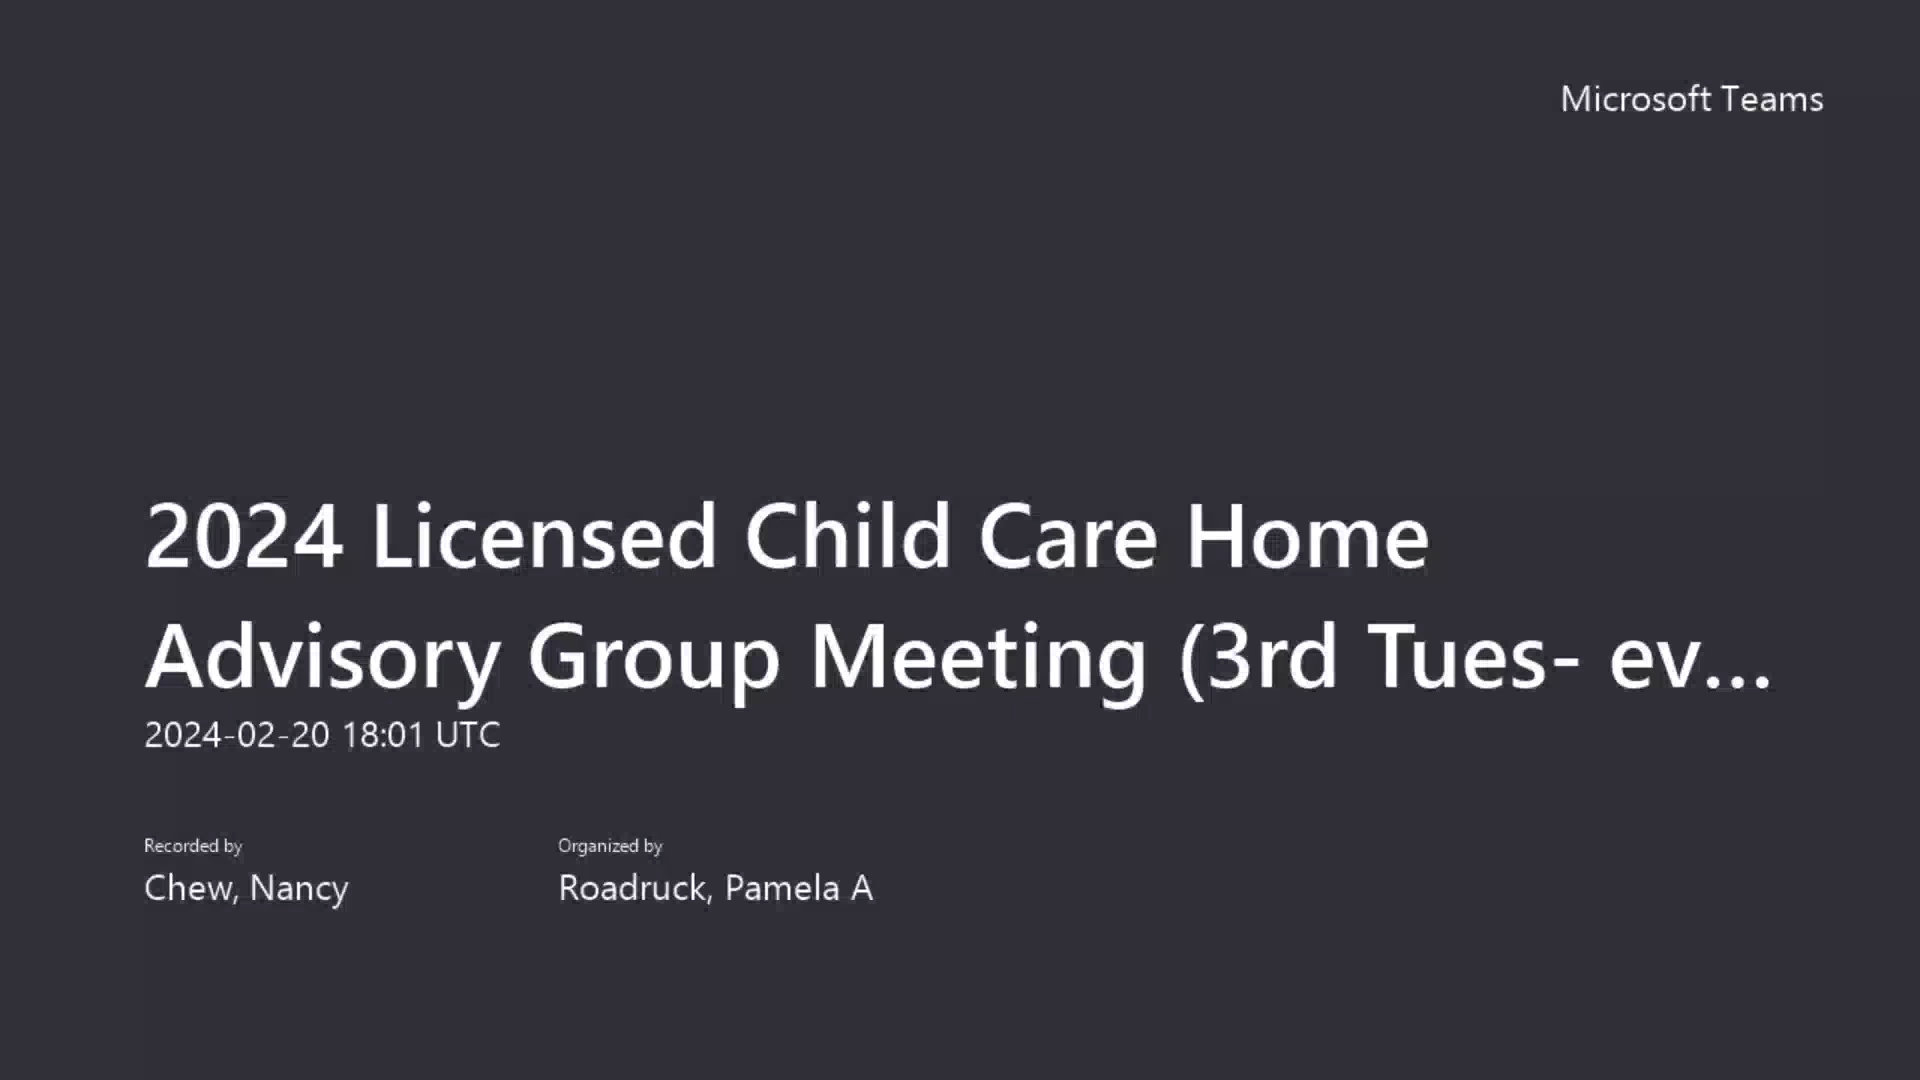 Microsoft Teams
2024 Licensed Child Care Home
Advisory Group Meeting (3rd Tues- ev...
2024-02-20 18:01 UTC
Recorded by
Chew, Nancy
Organized by
Roadruck, Pamela A